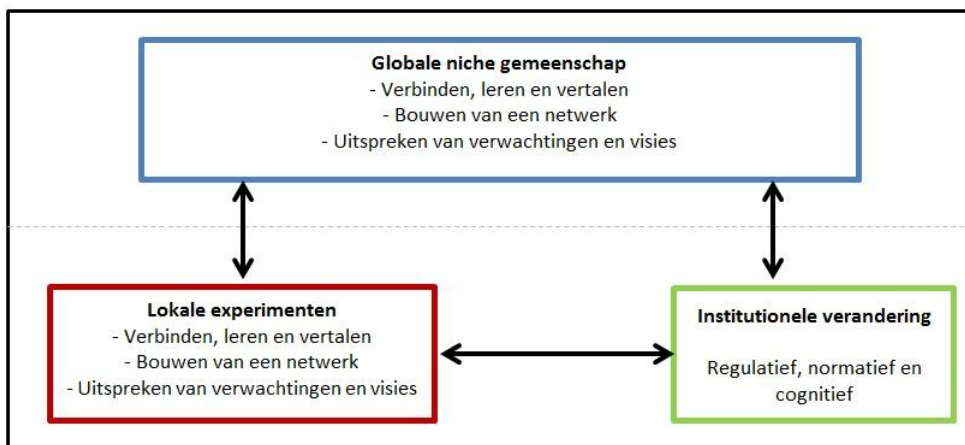 Globale niche gemeenschap
- Verbinden, leren en vertalen
- Bouwen van een netwerk
- Uitspreken van verwachtingen en visies
Lokale experimenten
- Verbinden, leren en vertalen
- Bouwen van een netwerk
- Uitspreken van verwachtingen en visies
Institutionele verandering
Regulatief, normatief en
cognitief